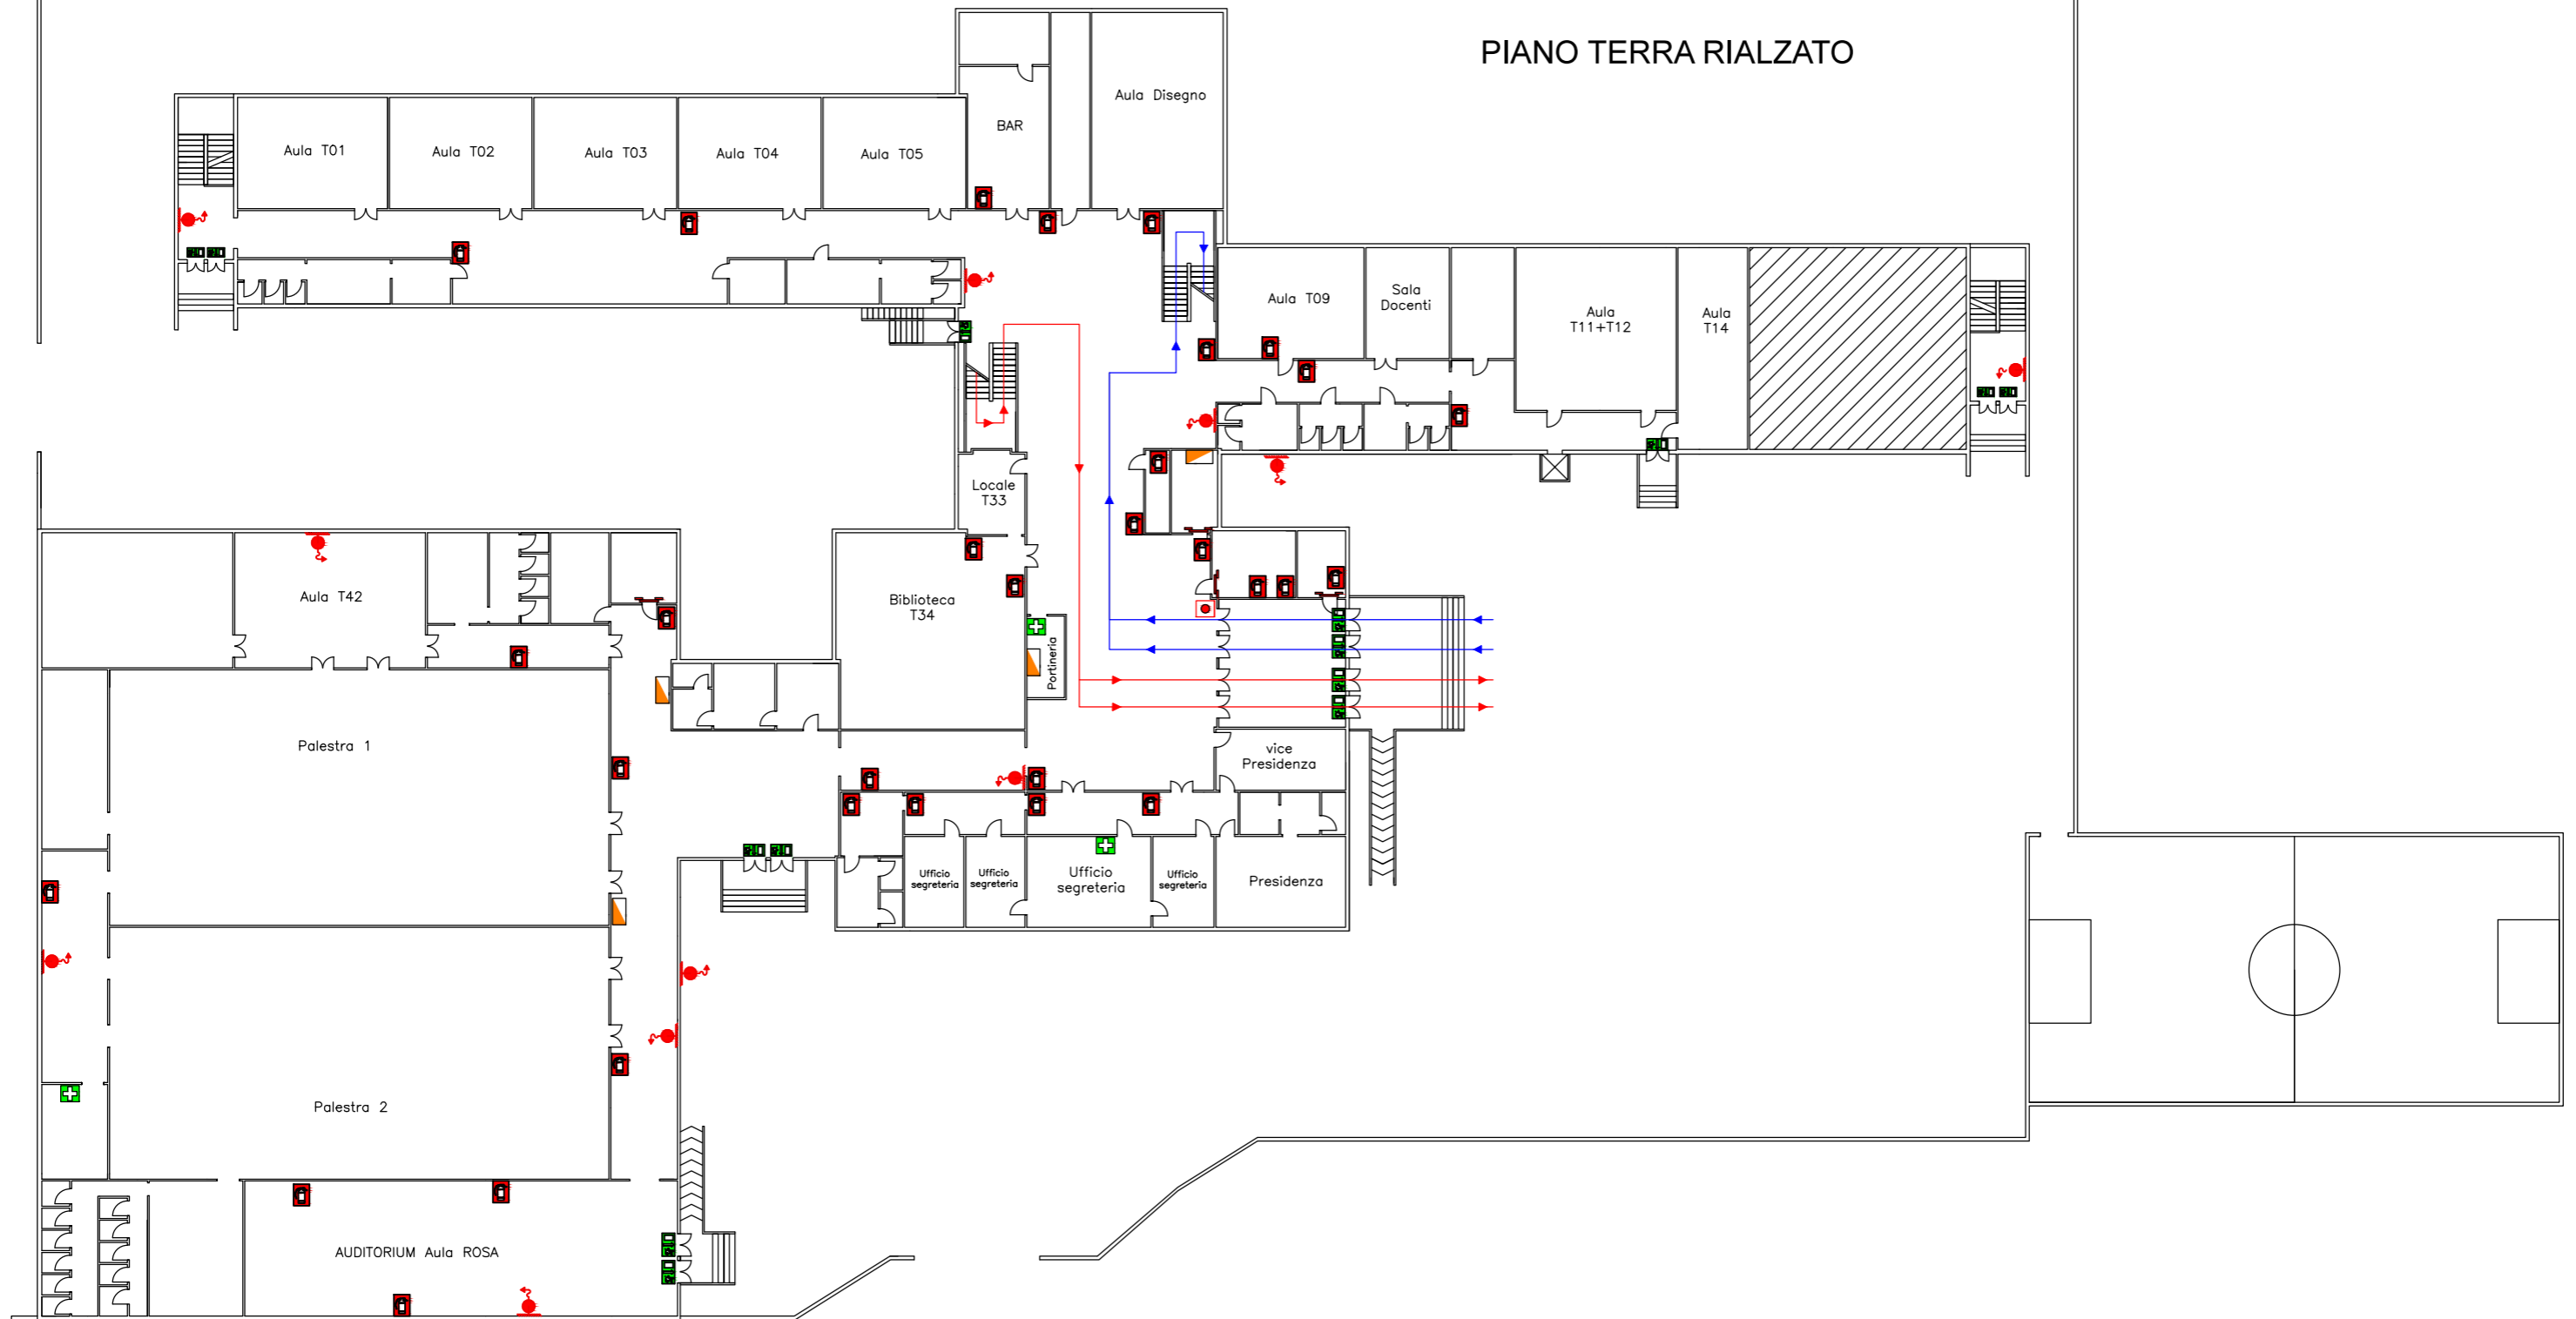 PIANO TERRA RIALZATO
Aula Disegno
BAR
Aula T01
Aula T02
Aula T03
Aula T04
Aula T05
Aula T09
Sala
Docenti
Aula
T11+T12
Aula
T14
Locale
T33
Aula T42
Biblioteca
T34
Portineria
Palestra 1
vice
Presidenza
Ufficio
segreteria
Ufficio
segreteria
Ufficio
segreteria
Ufficio
segreteria
Presidenza
Palestra 2
AUDITORIUM Aula ROSA